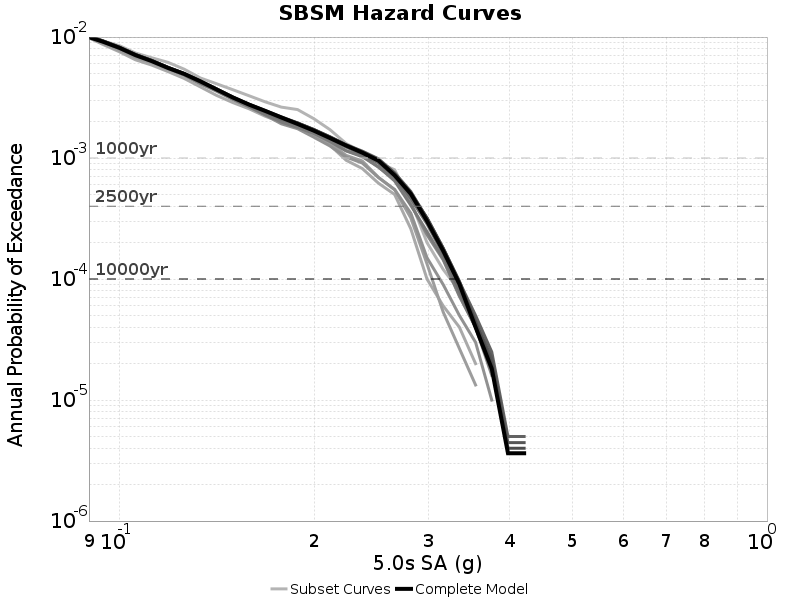 SBSM Hazard Curves
Annual Probability of Exceedance
10-2
10-3
10-4
10-5
10-6
1000yr
2500yr
10000yr
9 10-1 2 3 4 5 6 7 8 100
5.0s SA (g)
Subset Curves Complete Model